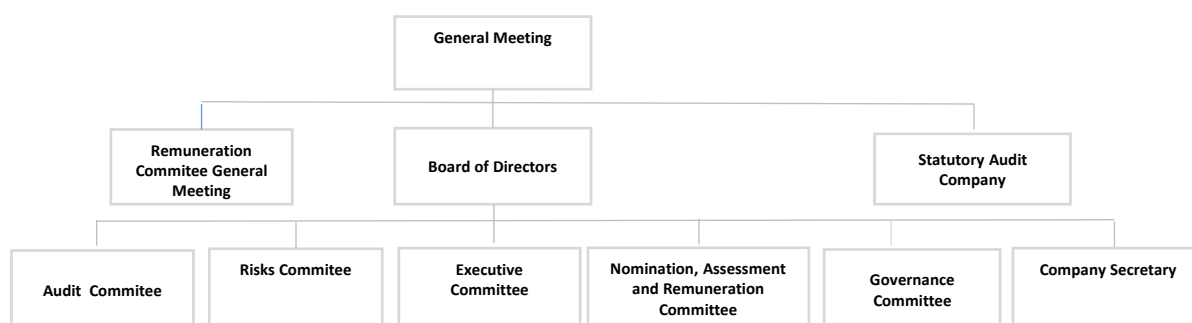 General Meeting
Remuneration
Commitee General
Meeting
Board of Directors
Statutory Audit
Company
Audit Commitee
Risks Commitee
Executive
Committee
Nomination, Assessment
and Remuneration
Committee
Governance
Committee
Company Secretary